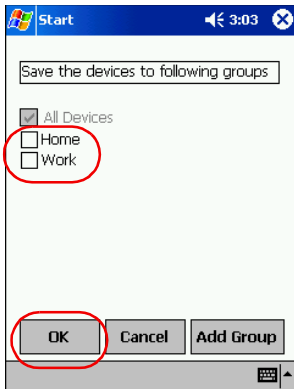 Start 3:03
Save the devices to following groups
All Devices
Home
Work
OK Cancel Add Group